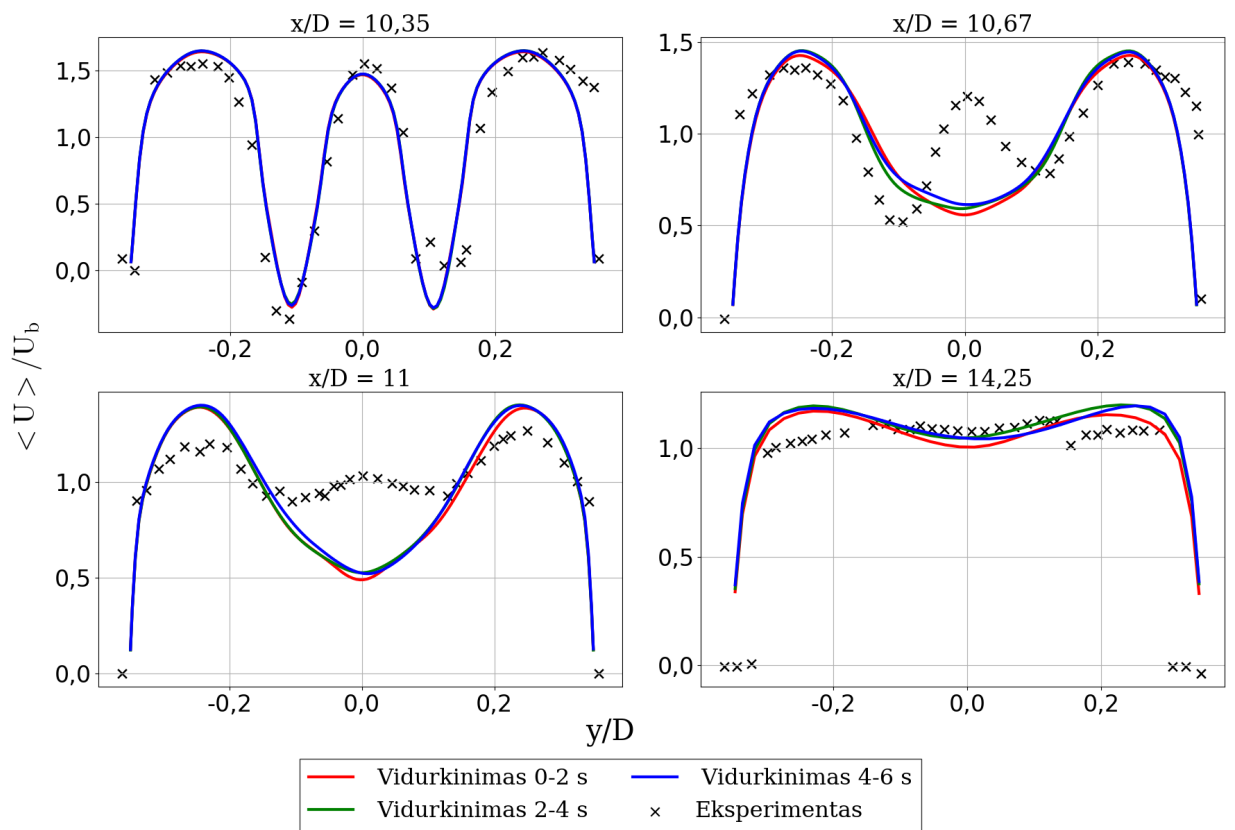 x/D = 10,35
x/D = 10,67
1,5
1,0
0,5
0,0
-0,2
0,0
0,2
1,5
1,0
0,5
0,0
-0,2
0,0
0,2
< U > /U_b
x/D = 11
x/D = 14,25
1,0
0,5
0,0
-0,2
0,0
0,2
1,0
0,5
0,0
-0,2
0,0
0,2
y/D
Vidurkinimas 0-2 s
Vidurkinimas 4-6 s
Vidurkinimas 2-4 s
Eksperimentas